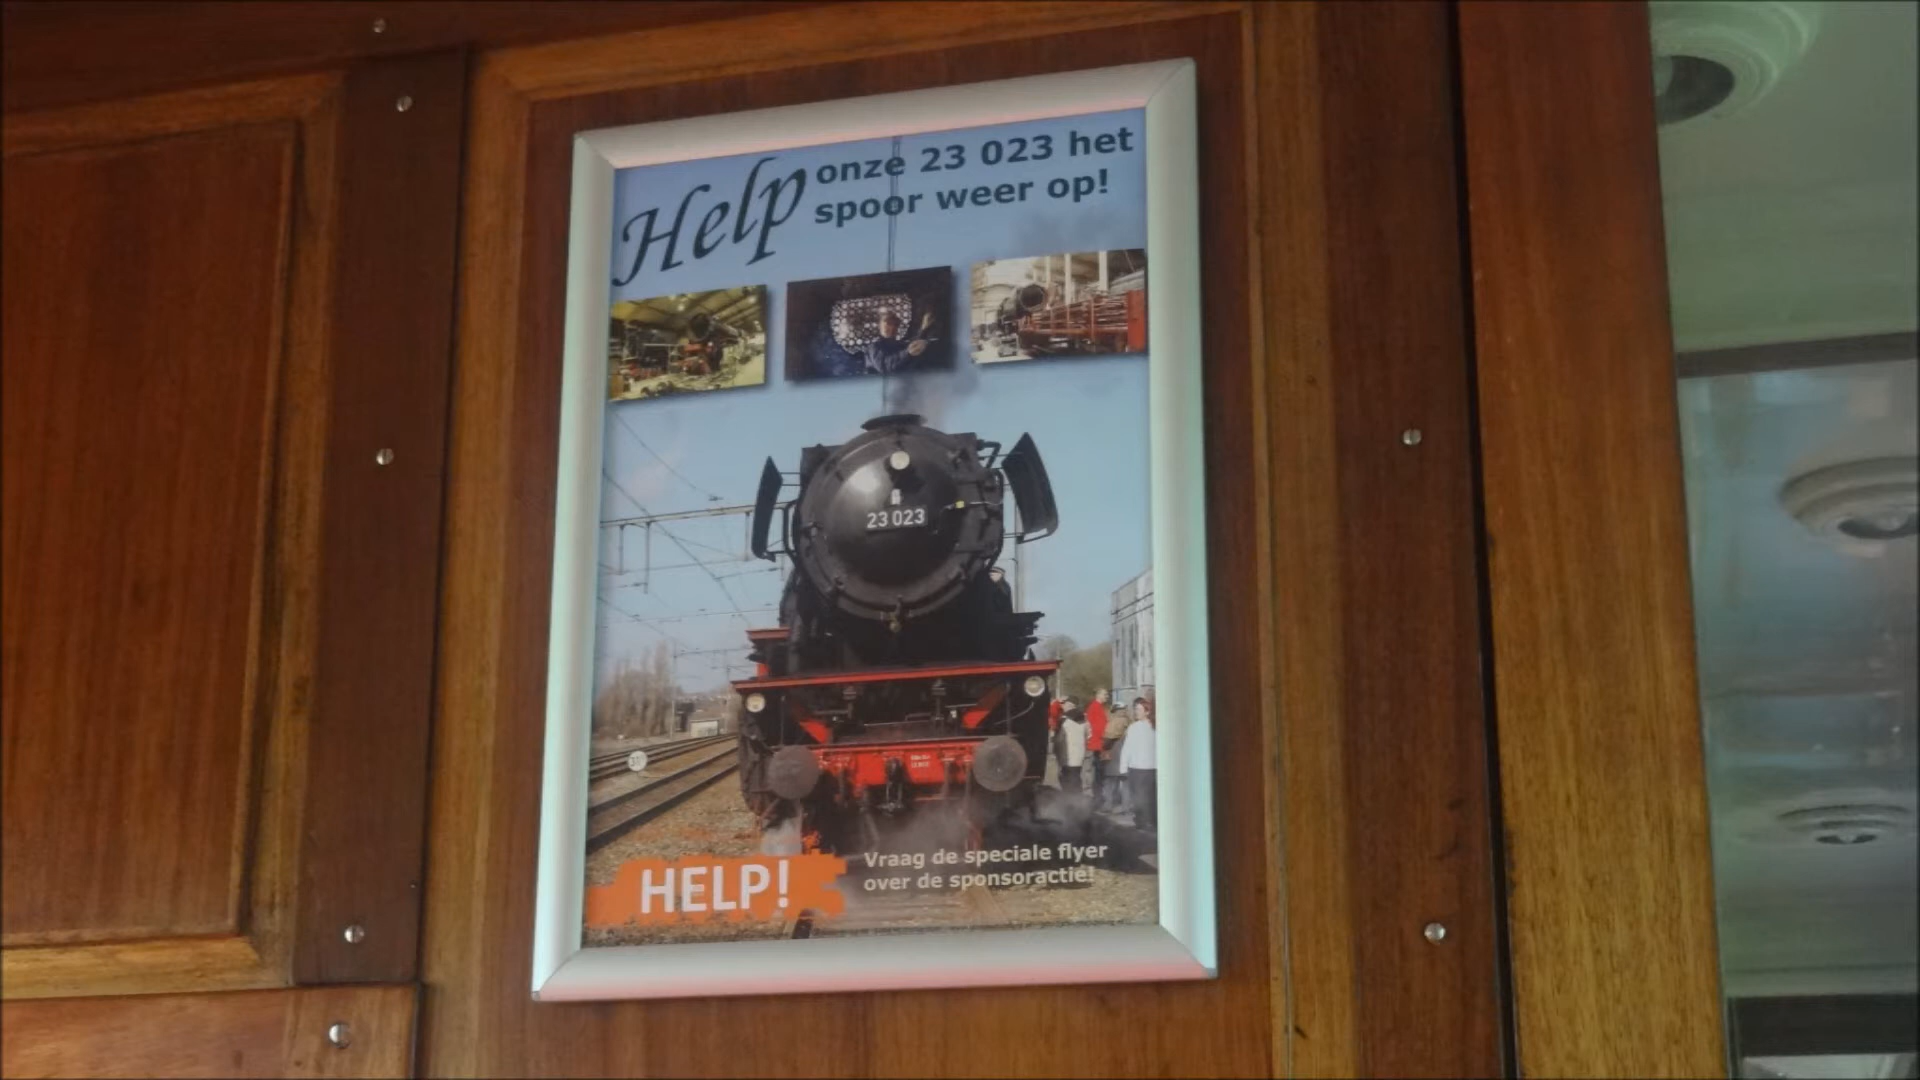 Help onze 23 023 het
spoor weer op!
23 023
HELP!
Vraag de speciale flyer
over de sponsoractie!